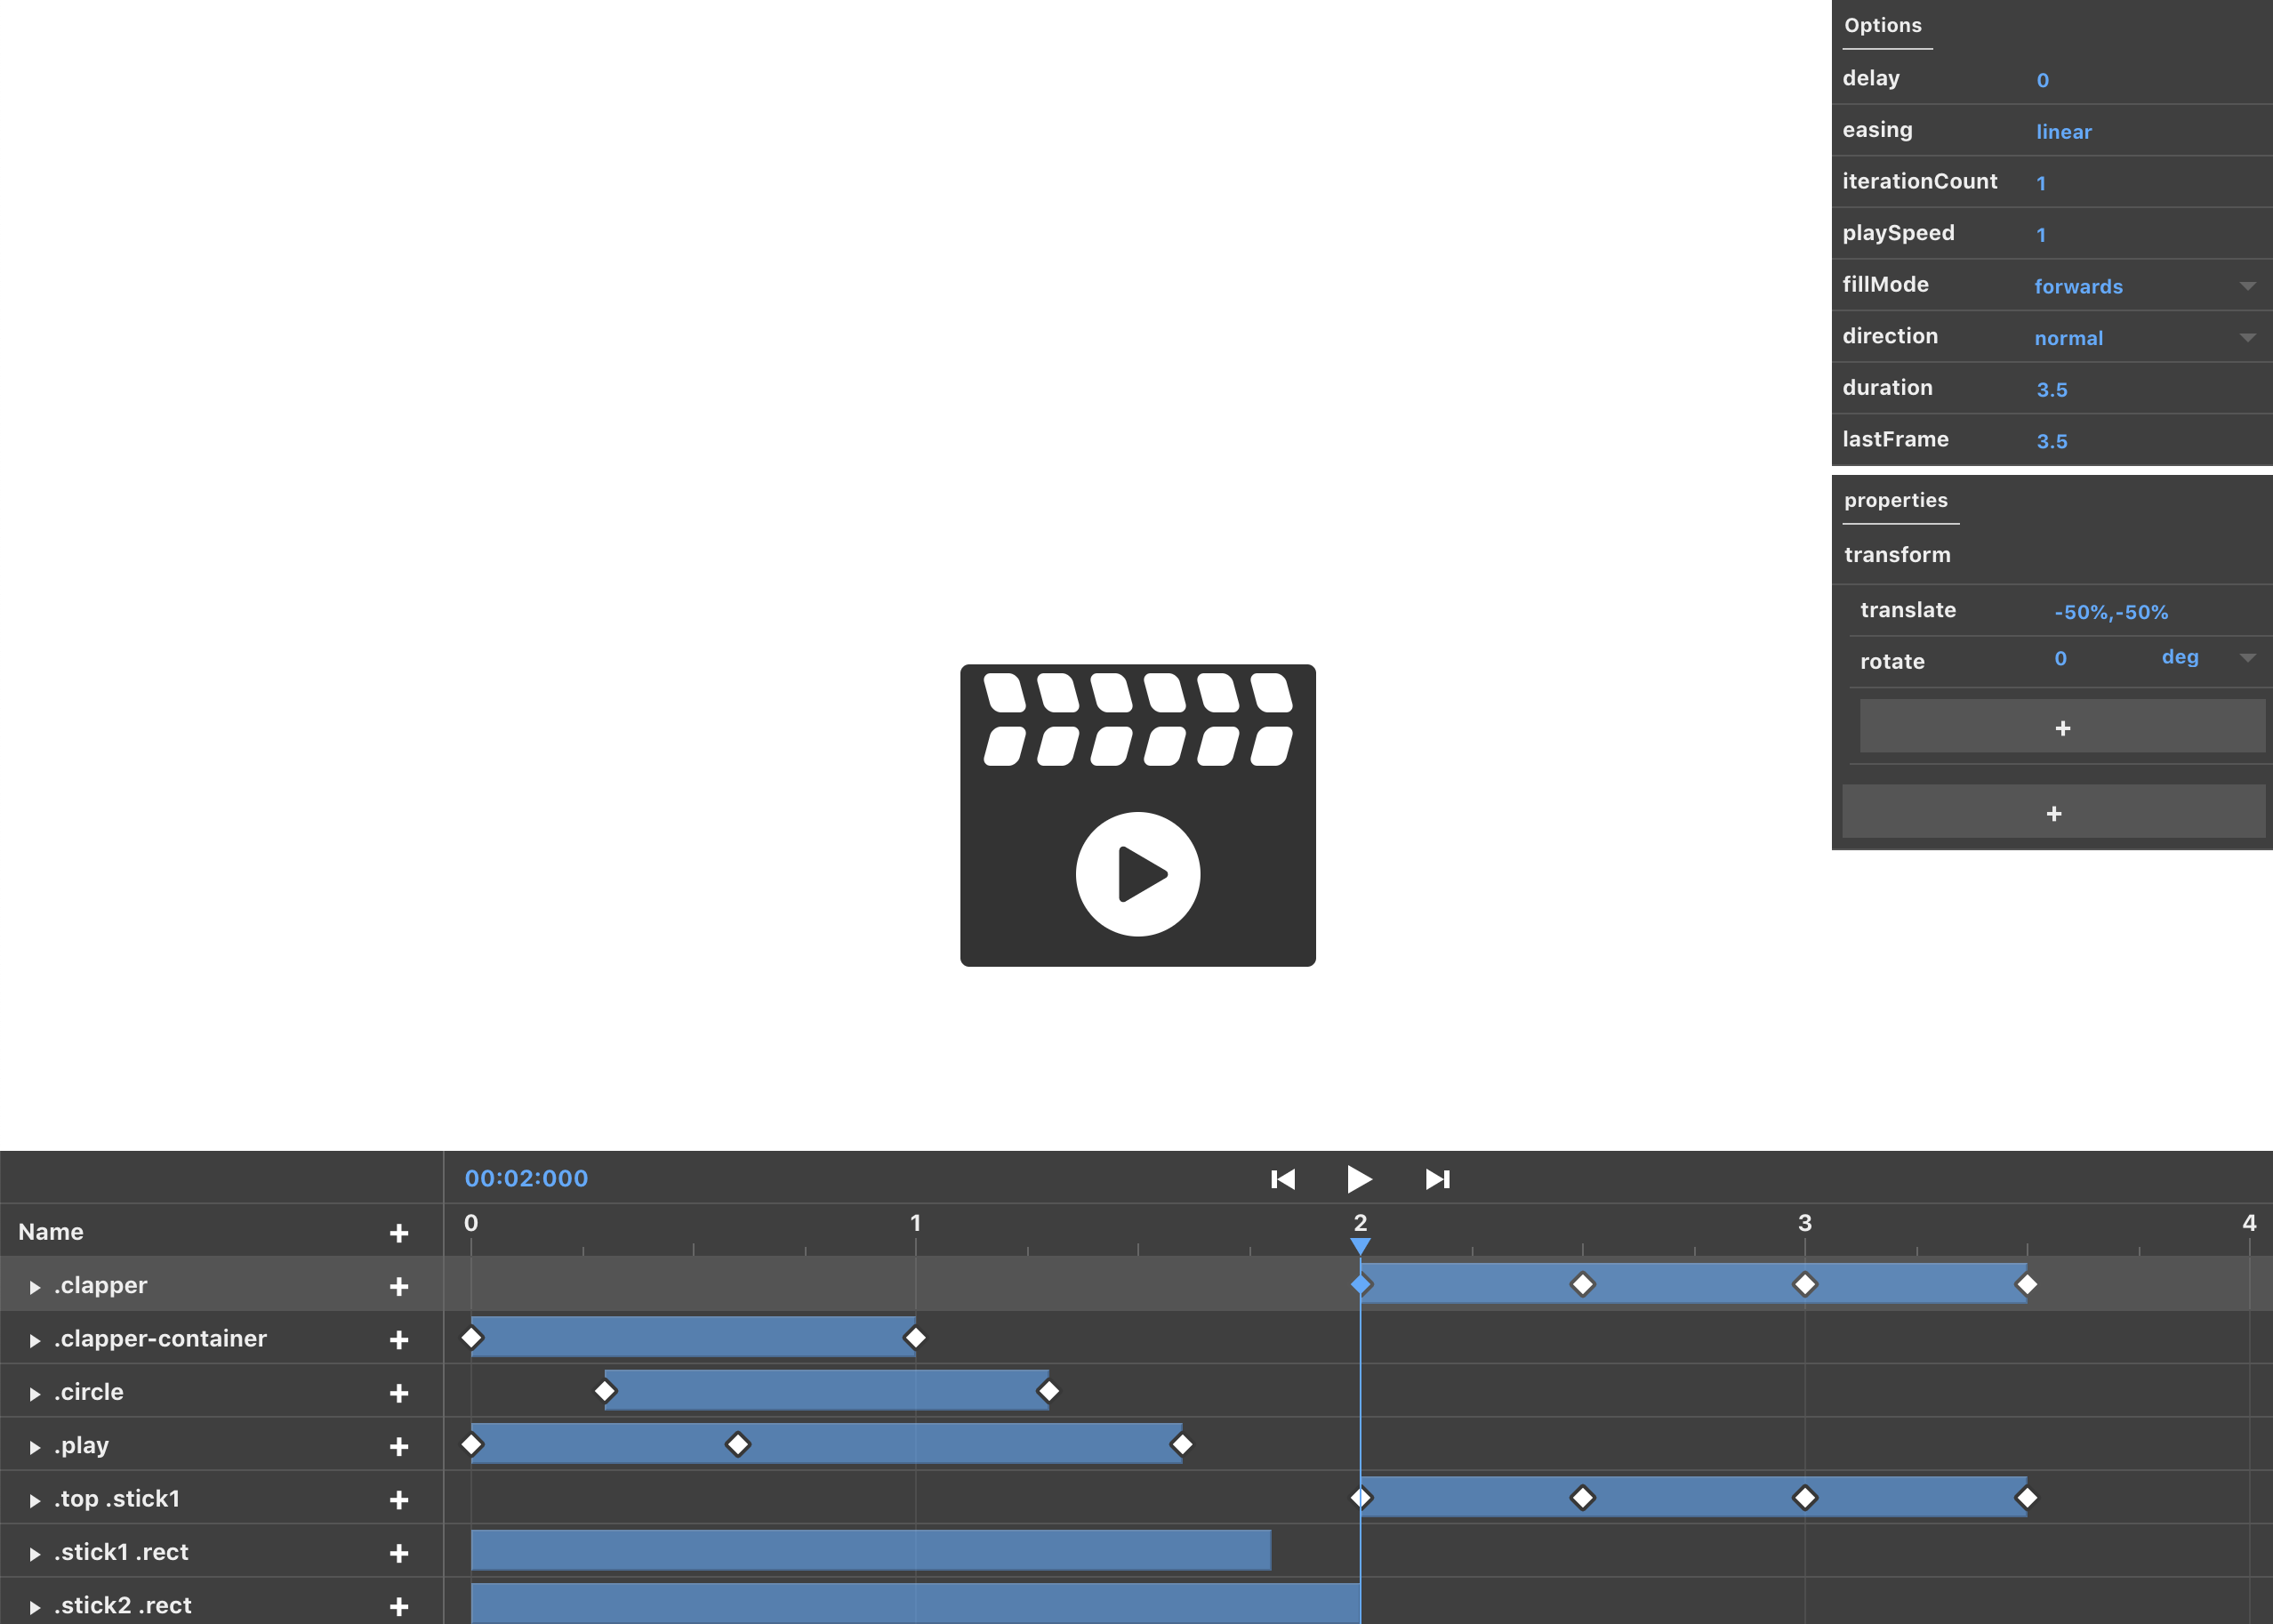 Options
delay 0
easing linear
iterationCount 1
playSpeed 1
fillMode forwards
direction normal
duration 3.5
lastFrame 3.5
properties
transform
translate -50%,-50%
rotate 0 deg
+
+
00:02:000
Name + 0 1 2 3 4
.clapper +
.clapper-container +
.circle +
.play +
.top .stick1 +
.stick1 .rect +
.stick2 .rect +